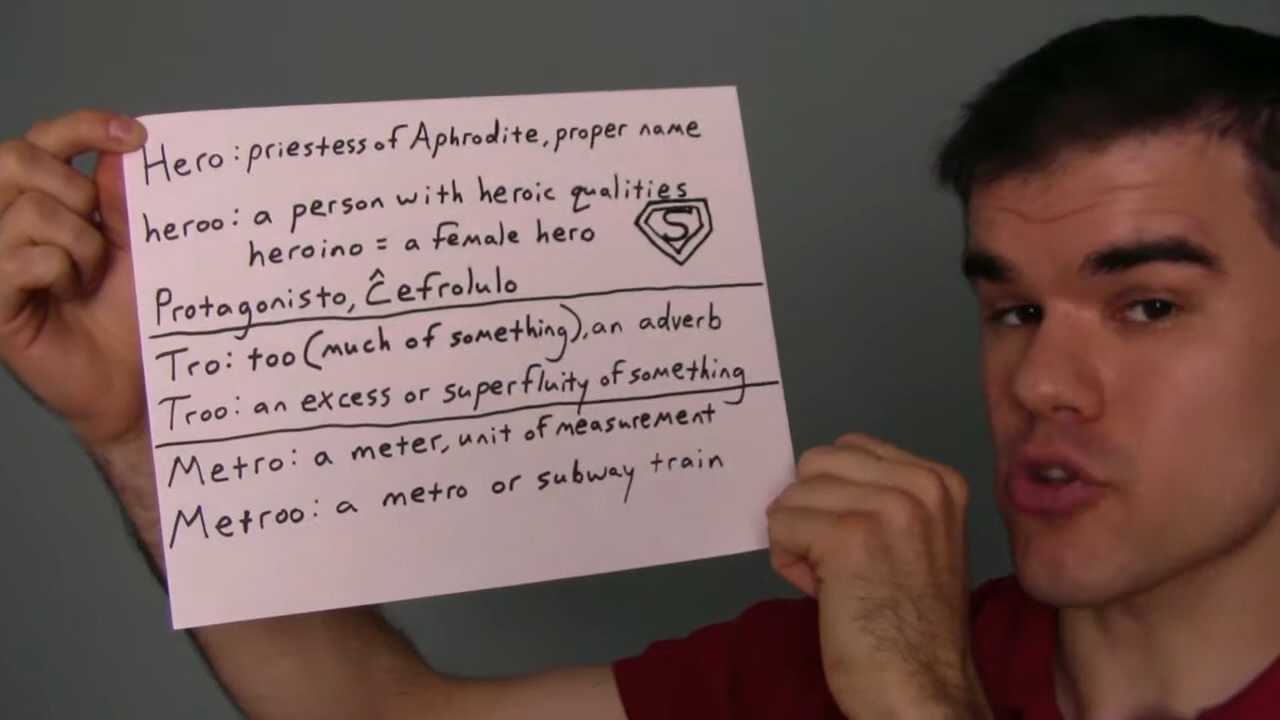 Hero: priestess of Aphrodite, proper name
heroo: a person with heroic qualities
heroino = a female hero
S
Protagonisto, Ĉefrolulo
Tro: too (much of something), an adverb
Troo: an excess or superfluity of something
Metro: a meter, unit of measurement
Metroo: a metro or subway train